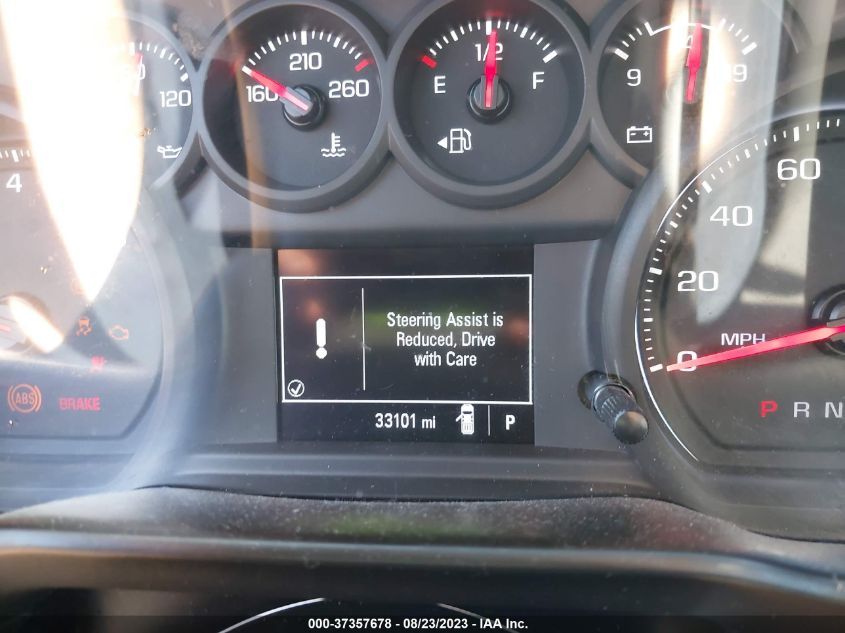 120
160 210 260
E 1/2 F
9 19
4
60
40
20
0
MPH
Steering Assist is
Reduced, Drive
with Care
33101 mi P
ABS BRAKE
P R N
000-37357678 - 08/23/2023 - IAA Inc.